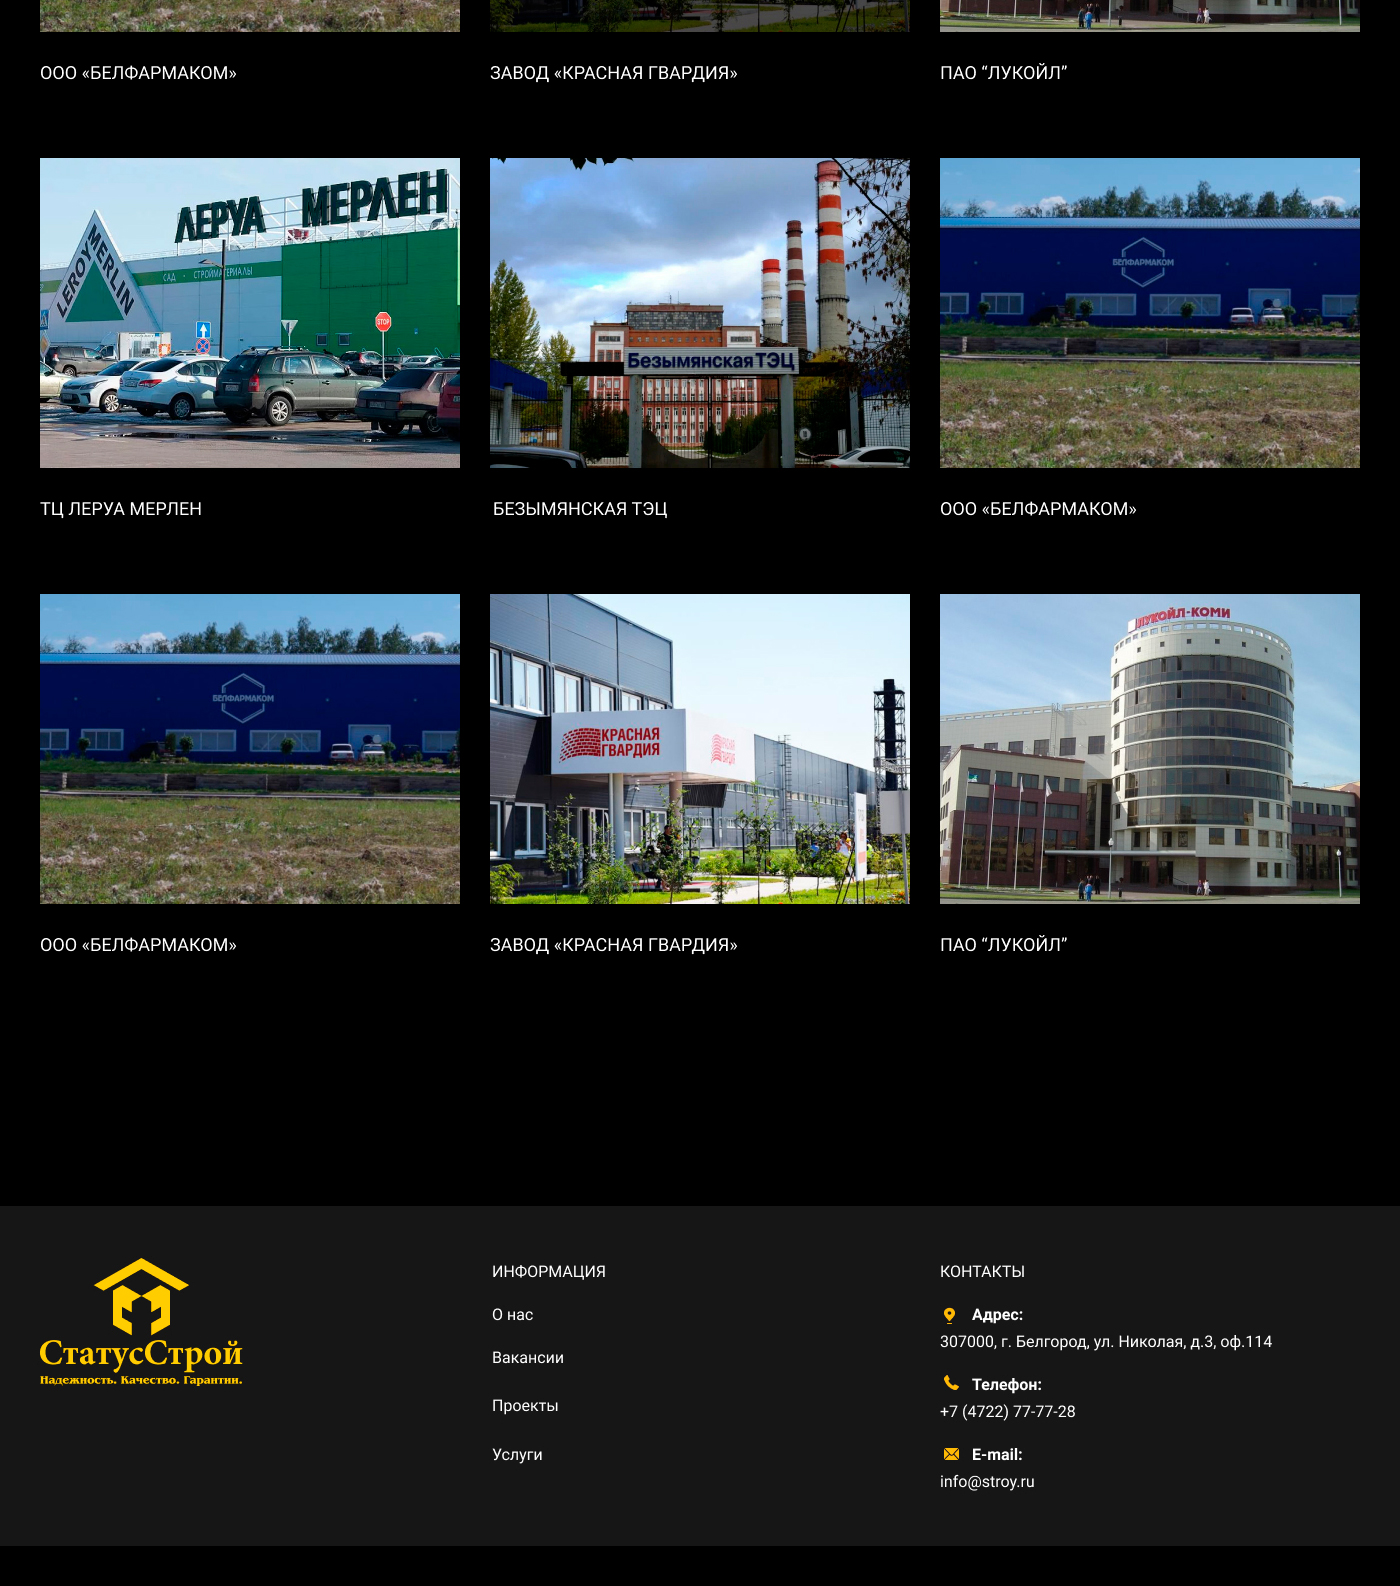 ООО «БЕЛФАРМАКОМ»
ЗАВОД «КРАСНАЯ ГВАРДИЯ»
ПАО “ЛУКОЙЛ”
ЛЕРУА МЕРЛЕН
LEROY MERLIN
САД · СТРОЙМАТЕРИАЛЫ
STOP
Безымянская ТЭЦ
БЕЛФАРМАКОМ
ТЦ ЛЕРУА МЕРЛЕН
БЕЗЫМЯНСКАЯ ТЭЦ
ООО «БЕЛФАРМАКОМ»
БЕЛФАРМАКОМ
КРАСНАЯ
ГВАРДИЯ
ЛУКОЙЛ-КОМИ
ООО «БЕЛФАРМАКОМ»
ЗАВОД «КРАСНАЯ ГВАРДИЯ»
ПАО “ЛУКОЙЛ”
СтатусСтрой
Надежность. Качество. Гарантии.
ИНФОРМАЦИЯ
О нас
Вакансии
Проекты
Услуги
КОНТАКТЫ
Адрес:
307000, г. Белгород, ул. Николая, д.3, оф.114
Телефон:
+7 (4722) 77-77-28
E-mail:
info@stroy.ru